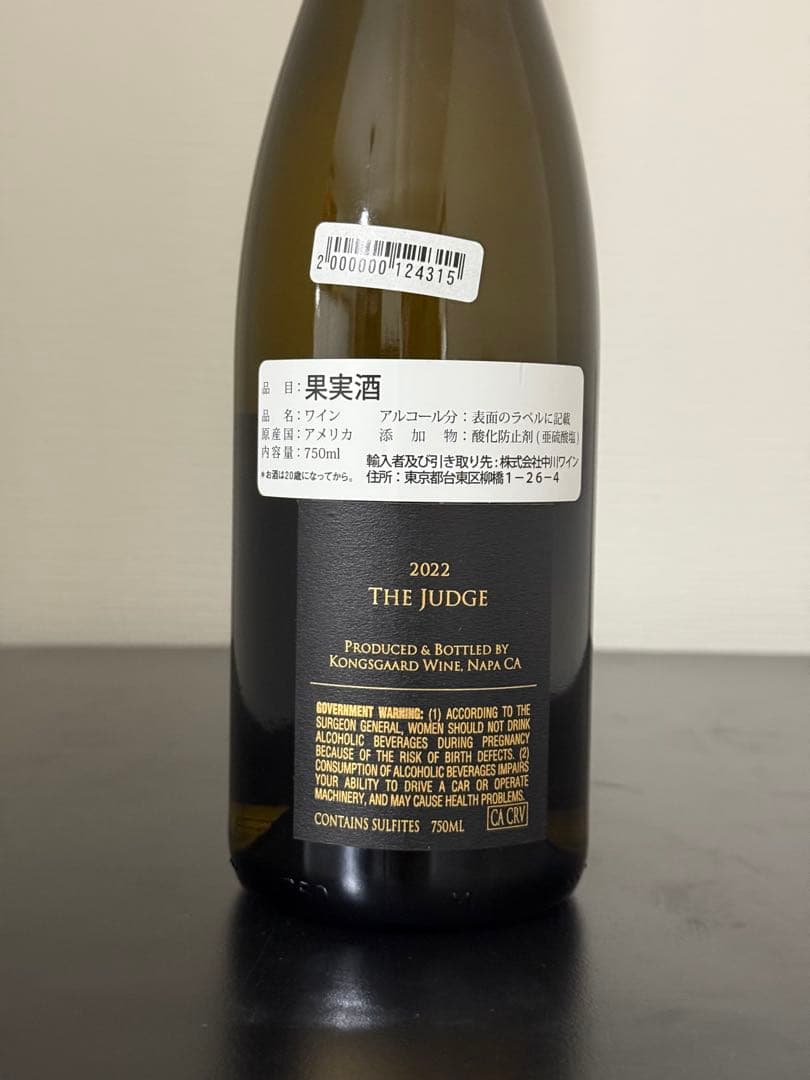 2 000000 124315
品 目：果実酒
品 名：ワイン アルコール分：表面のラベルに記載
原産国：アメリカ 添 加 物：酸化防止剤(亜硫酸塩)
内容量：750ml 輸入者及び引き取り先：株式会社中川ワイン
*お酒は20歳になってから。 住所：東京都台東区柳橋1-26-4
2022
THE JUDGE
PRODUCED & BOTTLED BY
KONGSGAARD WINE, NAPA CA
GOVERNMENT WARNING: (1) ACCORDING TO THE
SURGEON GENERAL, WOMEN SHOULD NOT DRINK
ALCOHOLIC BEVERAGES DURING PREGNANCY
BECAUSE OF THE RISK OF BIRTH DEFECTS. (2)
CONSUMPTION OF ALCOHOLIC BEVERAGES IMPAIRS
YOUR ABILITY TO DRIVE A CAR OR OPERATE
MACHINERY, AND MAY CAUSE HEALTH PROBLEMS.
CONTAINS SULFITES 750ML CA CRV